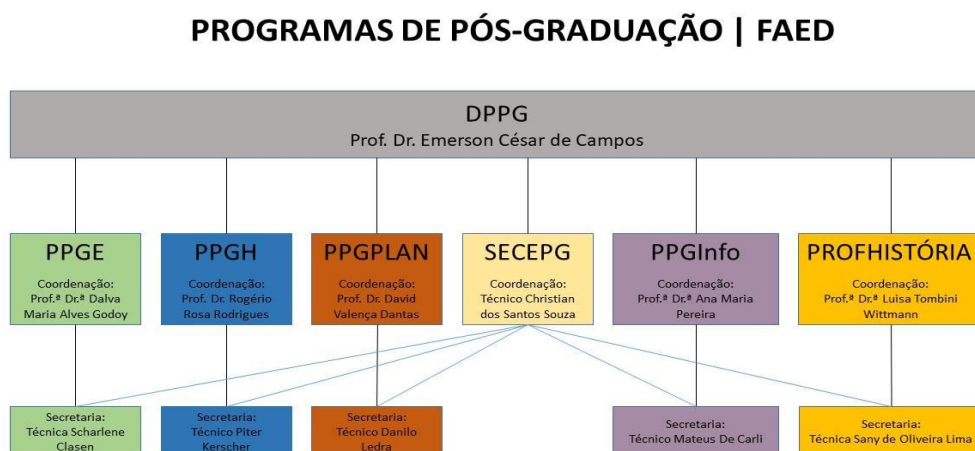 PROGRAMAS DE PÓS-GRADUAÇÃO | FAED
DPPG
Prof. Dr. Emerson César de Campos
PPGE
Coordenação:
Prof.ª Dr.ª Dalva
Maria Alves Godoy
PPGH
Coordenação:
Prof. Dr. Rogério
Rosa Rodrigues
PPGPLAN
Coordenação:
Prof. Dr. David
Valença Dantas
SECEPG
Coordenação:
Técnico Christian
dos Santos Souza
PPGInfo
Coordenação:
Prof.ª Dr.ª Ana Maria
Pereira
PROFHISTÓRIA
Coordenação:
Prof.ª Dr.ª Luisa Tombini
Wittmann
Secretaria:
Técnica Scharlene
Clasen
Secretaria:
Técnico Piter
Kerscher
Secretaria:
Técnico Danilo
Ledra
Secretaria:
Técnico Mateus De Carli
Secretaria:
Técnica Sany de Oliveira Lima